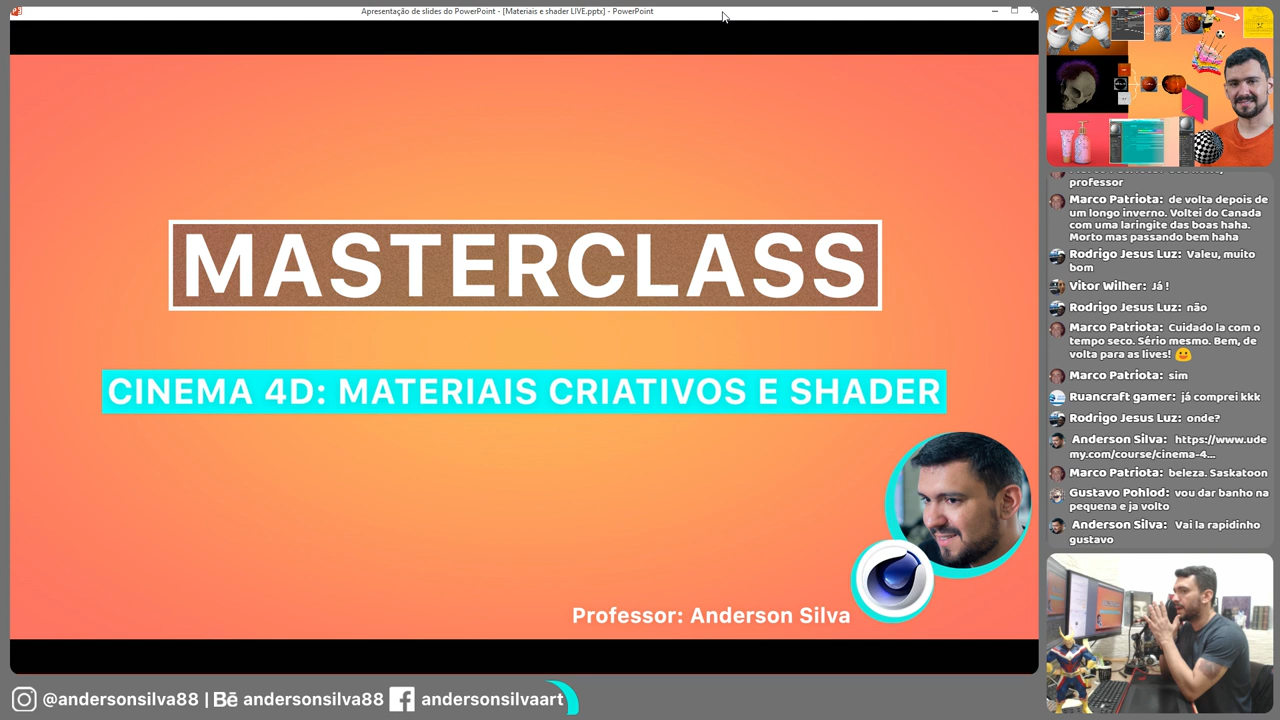 Apresentação de slides do PowerPoint - [Materiais e shader LIVE.pptx] - PowerPoint
MASTERCLASS
CINEMA 4D: MATERIAIS CRIATIVOS E SHADER
Professor: Anderson Silva
professor
Marco Patriota: de volta depois de
um longo inverno. Voltei do Canada
com uma laringite das boas haha.
Morto mas passando bem haha
Rodrigo Jesus Luz: Valeu, muito
bom
Vitor Wilher: Já !
Rodrigo Jesus Luz: não
Marco Patriota: Cuidado la com o
tempo seco. Sério mesmo. Bem, de
volta para as lives!
Marco Patriota: sim
Ruancraft gamer: já comprei kkk
Rodrigo Jesus Luz: onde?
Anderson Silva: https://www.ude
my.com/course/cinema-4...
Marco Patriota: beleza. Saskatoon
Gustavo Pohlod: vou dar banho na
pequena e ja volto
Anderson Silva: Vai la rapidinho
gustavo
@andersonsilva88 | Bē andersonsilva88 andersonsilvaart